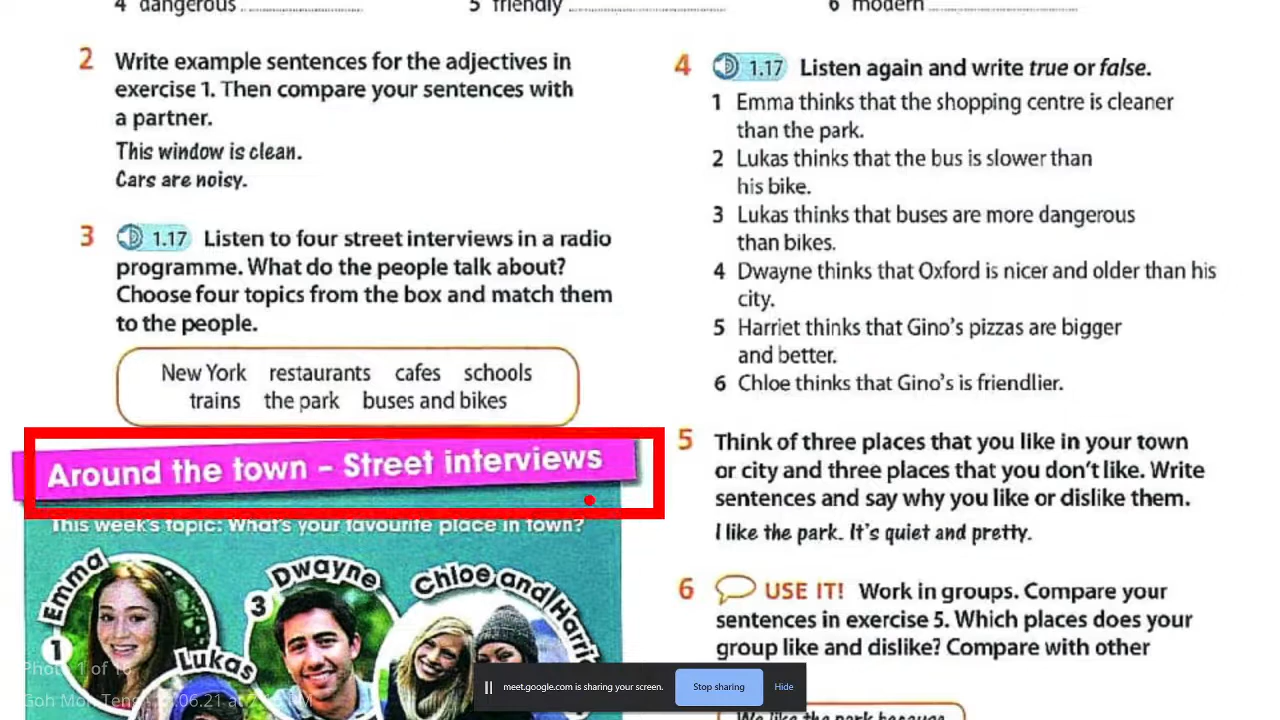 4 dangerous
5 friendly
6 modern
2 Write example sentences for the adjectives in
exercise 1. Then compare your sentences with
a partner.
This window is clean.
Cars are noisy.
3 1.17 Listen to four street interviews in a radio
programme. What do the people talk about?
Choose four topics from the box and match them
to the people.
New York restaurants cafes schools
trains the park buses and bikes
Around the town – Street interviews
This week's topic: What's your favourite place in town?
Emma
1
Lukas
Dwayne
3
Chloe and
4 1.17 Listen again and write true or false.
1 Emma thinks that the shopping centre is cleaner
than the park.
2 Lukas thinks that the bus is slower than
his bike.
3 Lukas thinks that buses are more dangerous
than bikes.
4 Dwayne thinks that Oxford is nicer and older than his
city.
5 Harriet thinks that Gino's pizzas are bigger
and better.
6 Chloe thinks that Gino's is friendlier.
5 Think of three places that you like in your town
or city and three places that you don't like. Write
sentences and say why you like or dislike them.
I like the park. It's quiet and pretty.
6 USE IT! Work in groups. Compare your
sentences in exercise 5. Which places does your
group like and dislike? Compare with other
We like the park because
Photo 1 of
Goh Moh
meet.google.com is sharing your screen.
Stop sharing
Hide